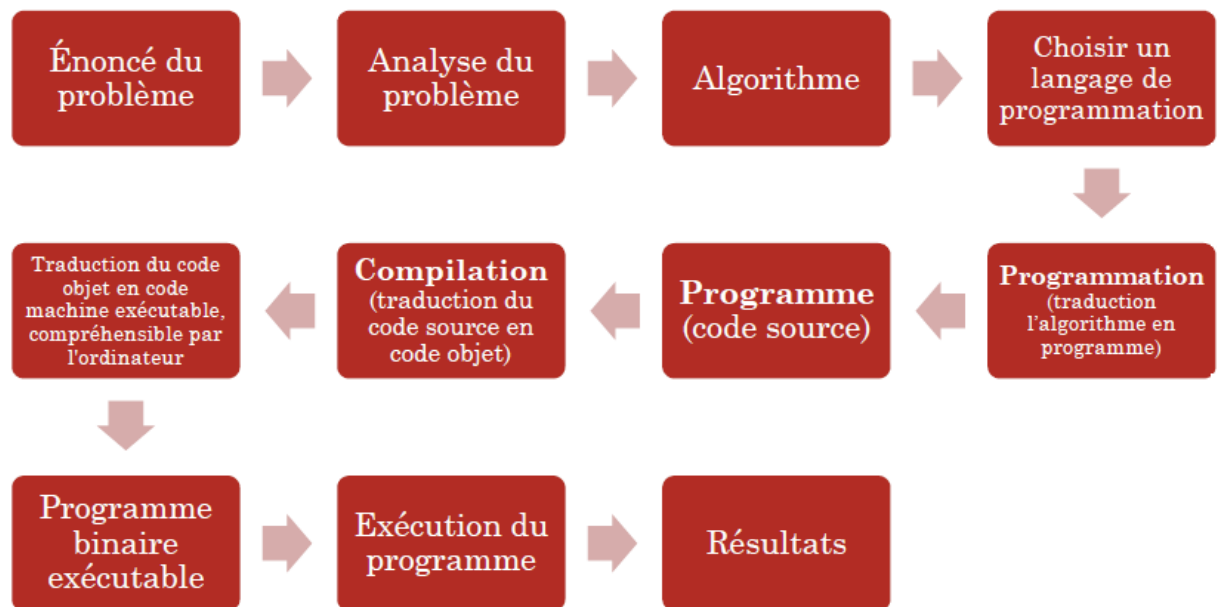 Énoncé du
problème
Analyse du
problème
Algorithme
Choisir un
langage de
programmation
Programmation
(traduction
l'algorithme en
programme)
Programme
(code source)
Compilation
(traduction du
code source en
code objet)
Traduction du code
objet en code
machine exécutable,
compréhensible par
l'ordinateur
Programme
binaire
exécutable
Exécution du
programme
Résultats